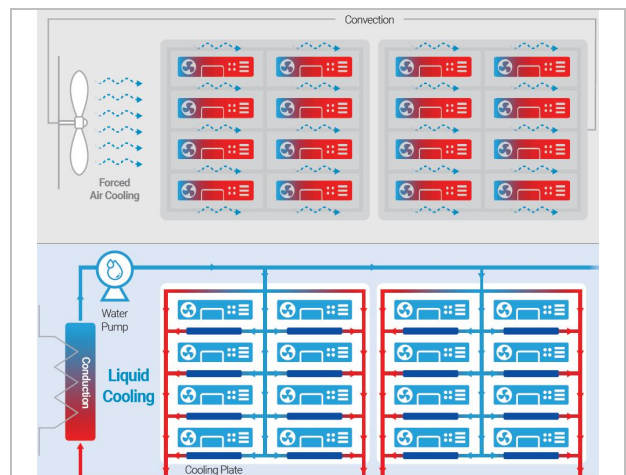 Convection
Forced
Air Cooling
Water
Pump
Conduction
Liquid
Cooling
Cooling Plate